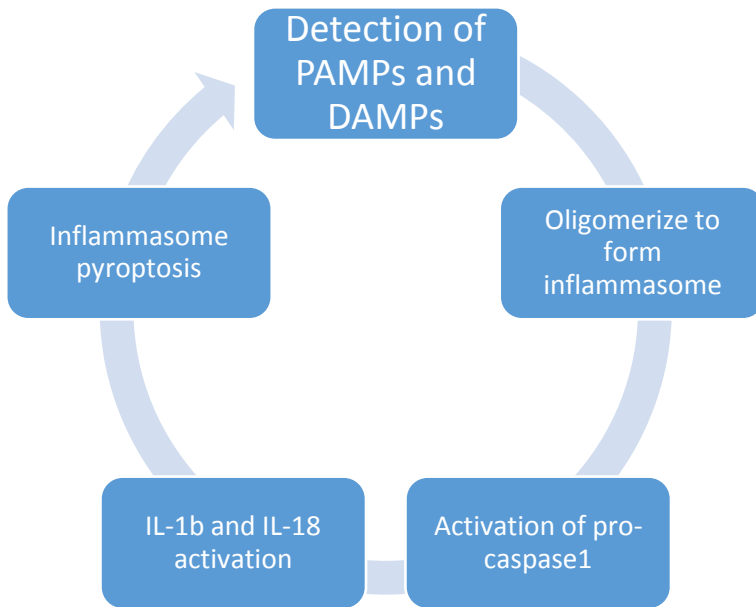 Detection of
PAMPs and
DAMPs
Oligomerize to
form
inflammasome
Activation of pro-
caspase1
IL-1b and IL-18
activation
Inflammasome
pyroptosis